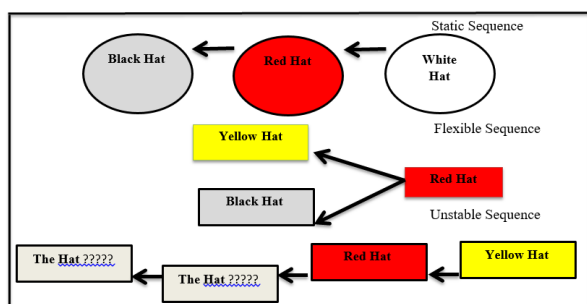 Static Sequence
Black Hat
Red Hat
White
Hat
Flexible Sequence
Yellow Hat
Red Hat
Black Hat
Unstable Sequence
The Hat ?????
The Hat ?????
Red Hat
Yellow Hat